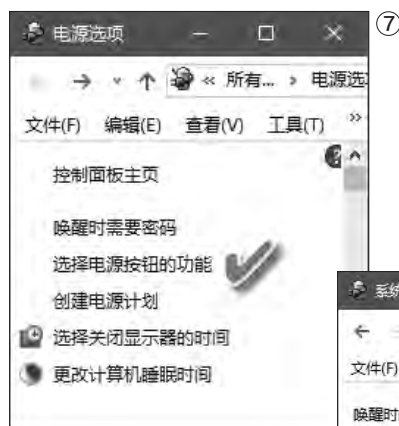 电源选项
⑦
« 所有... › 电源选
文件(F) 编辑(E) 查看(V) 工具(T) »
控制面板主页
唤醒时需要密码
选择电源按钮的功能
创建电源计划
选择关闭显示器的时间
更改计算机睡眠时间
系统
文件(F)
唤醒时